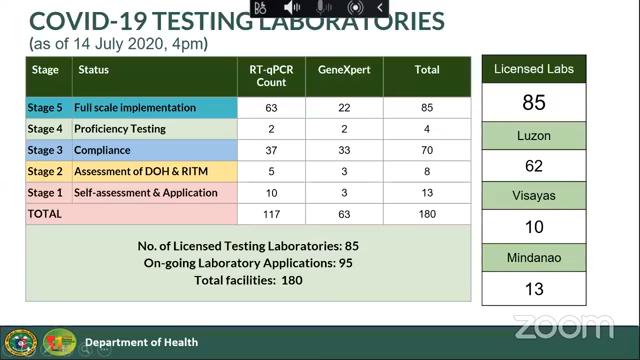 COVID-19 TESTING LABORATORIES
(as of 14 July 2020, 4pm)
Stage Status RT-qPCR Count GeneXpert Total
Stage 5 Full scale implementation 63 22 85
Stage 4 Proficiency Testing 2 2 4
Stage 3 Compliance 37 33 70
Stage 2 Assessment of DOH & RITM 5 3 8
Stage 1 Self-assessment & Application 10 3 13
TOTAL 117 63 180
No. of Licensed Testing Laboratories: 85
On-going Laboratory Applications: 95
Total facilities: 180
Licensed Labs
85
Luzon
62
Visayas
10
Mindanao
13
Department of Health
zoom